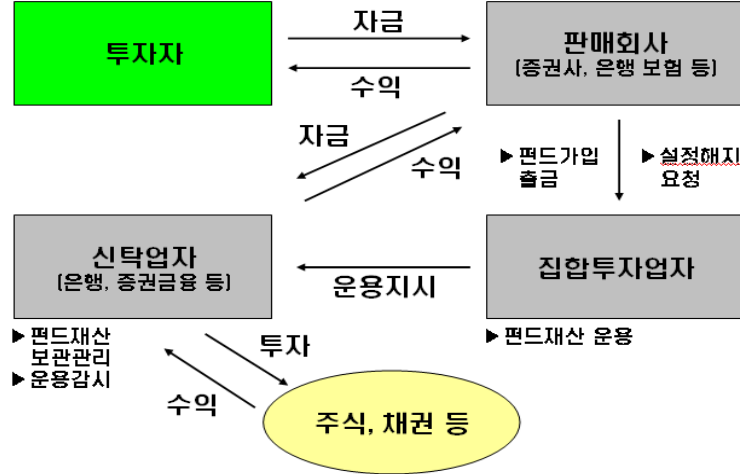 투자자
자금
수익
판매회사
(증권사, 은행 보험 등)
자금
수익
▶ 펀드가입
출금
▶ 설정해지
요청
신탁업자
(은행, 증권금융 등)
운용지시
집합투자업자
▶ 펀드재산
보관관리
▶ 운용감시
▶ 펀드재산 운용
투자
수익
주식, 채권 등